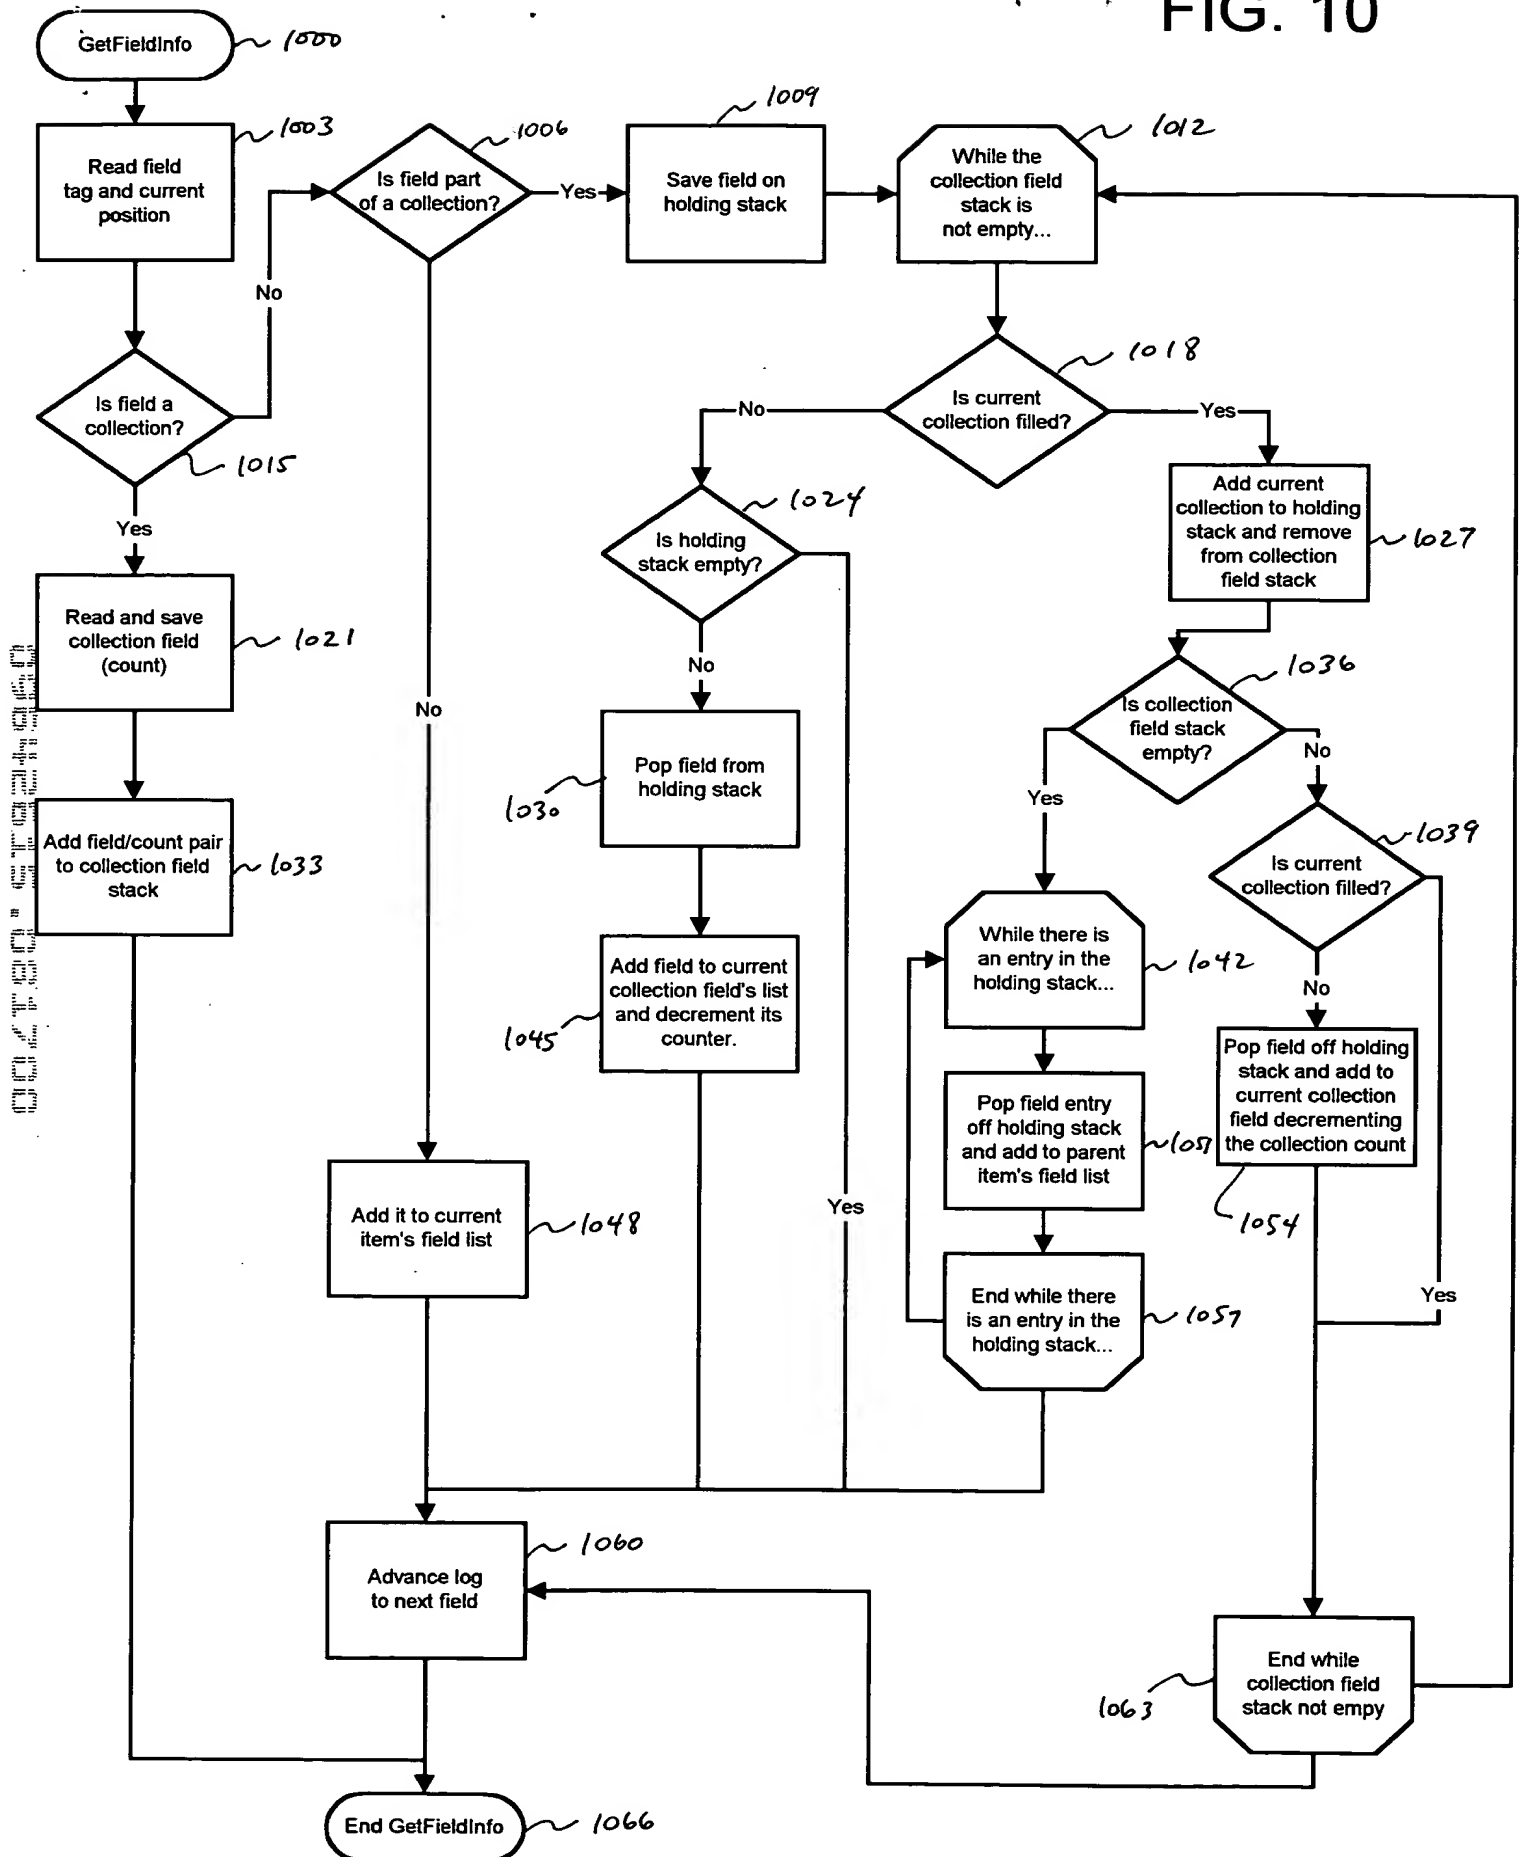 FIG. 10
GetFieldInfo
1000
Read field
tag and current
position
1003
Is field part
of a collection?
1006
Yes
Save field on
holding stack
1009
While the
collection field
stack is
not empty...
1012
No
Is field a
collection?
1015
Yes
Is current
collection filled?
1018
No
Yes
Read and save
collection field
(count)
1021
Is holding
stack empty?
1024
No
Yes
Add current
collection to holding
stack and remove
from collection
field stack
1027
Pop field from
holding stack
1030
Add field/count pair
to collection field
stack
1033
Is collection
field stack
empty?
1036
Yes
No
Is current
collection filled?
1039
No
Yes
While there is
an entry in the
holding stack...
1042
Add field to current
collection field's list
and decrement its
counter.
1045
No
Add it to current
item's field list
1048
Pop field entry
off holding stack
and add to parent
item's field list
Pop field off holding
stack and add to
current collection
field decrementing
the collection count
1054
End while there
is an entry in the
holding stack...
1057
Advance log
to next field
1060
End while
collection field
stack not empy
1063
End GetFieldInfo
1066